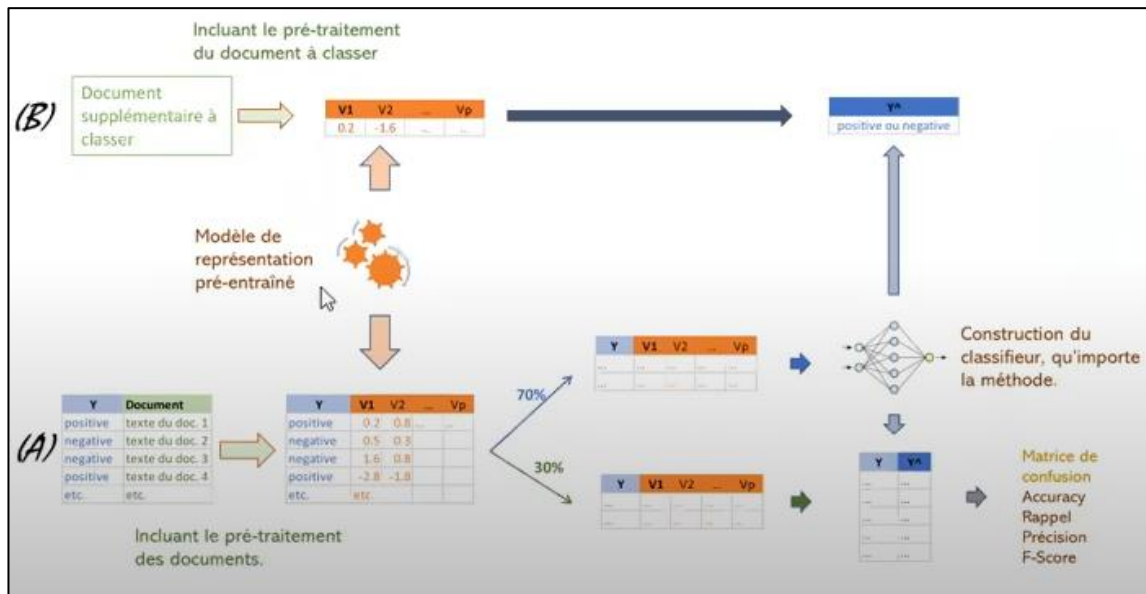 Incluant le pré-traitement
du document à classer
(B)
Document
supplémentaire à
classer
V1 V2 ... Vp
0.2 -1.6 ... ...
Y^
positive ou negative
Modèle de
représentation
pré-entraîné
Construction du
classifieur, qu'importe
la méthode.
70%
Y V1 V2 ... Vp
... ... ... ... ...
... ... ... ... ...
(A)
Y Document
positive texte du doc. 1
negative texte du doc. 2
negative texte du doc. 3
positive texte du doc. 4
etc. etc.
Y V1 V2 ... Vp
positive 0.2 0.8 ... ...
negative 0.5 0.3
negative 1.6 0.8
positive -2.8 -1.8
etc. etc.
30%
Y V1 V2 ... Vp
... ... ... ... ...
... ... ... ... ...
Y Y^
... ...
... ...
... ...
... ...
... ...
Matrice de
confusion
Accuracy
Rappel
Précision
F-Score
Incluant le pré-traitement
des documents.